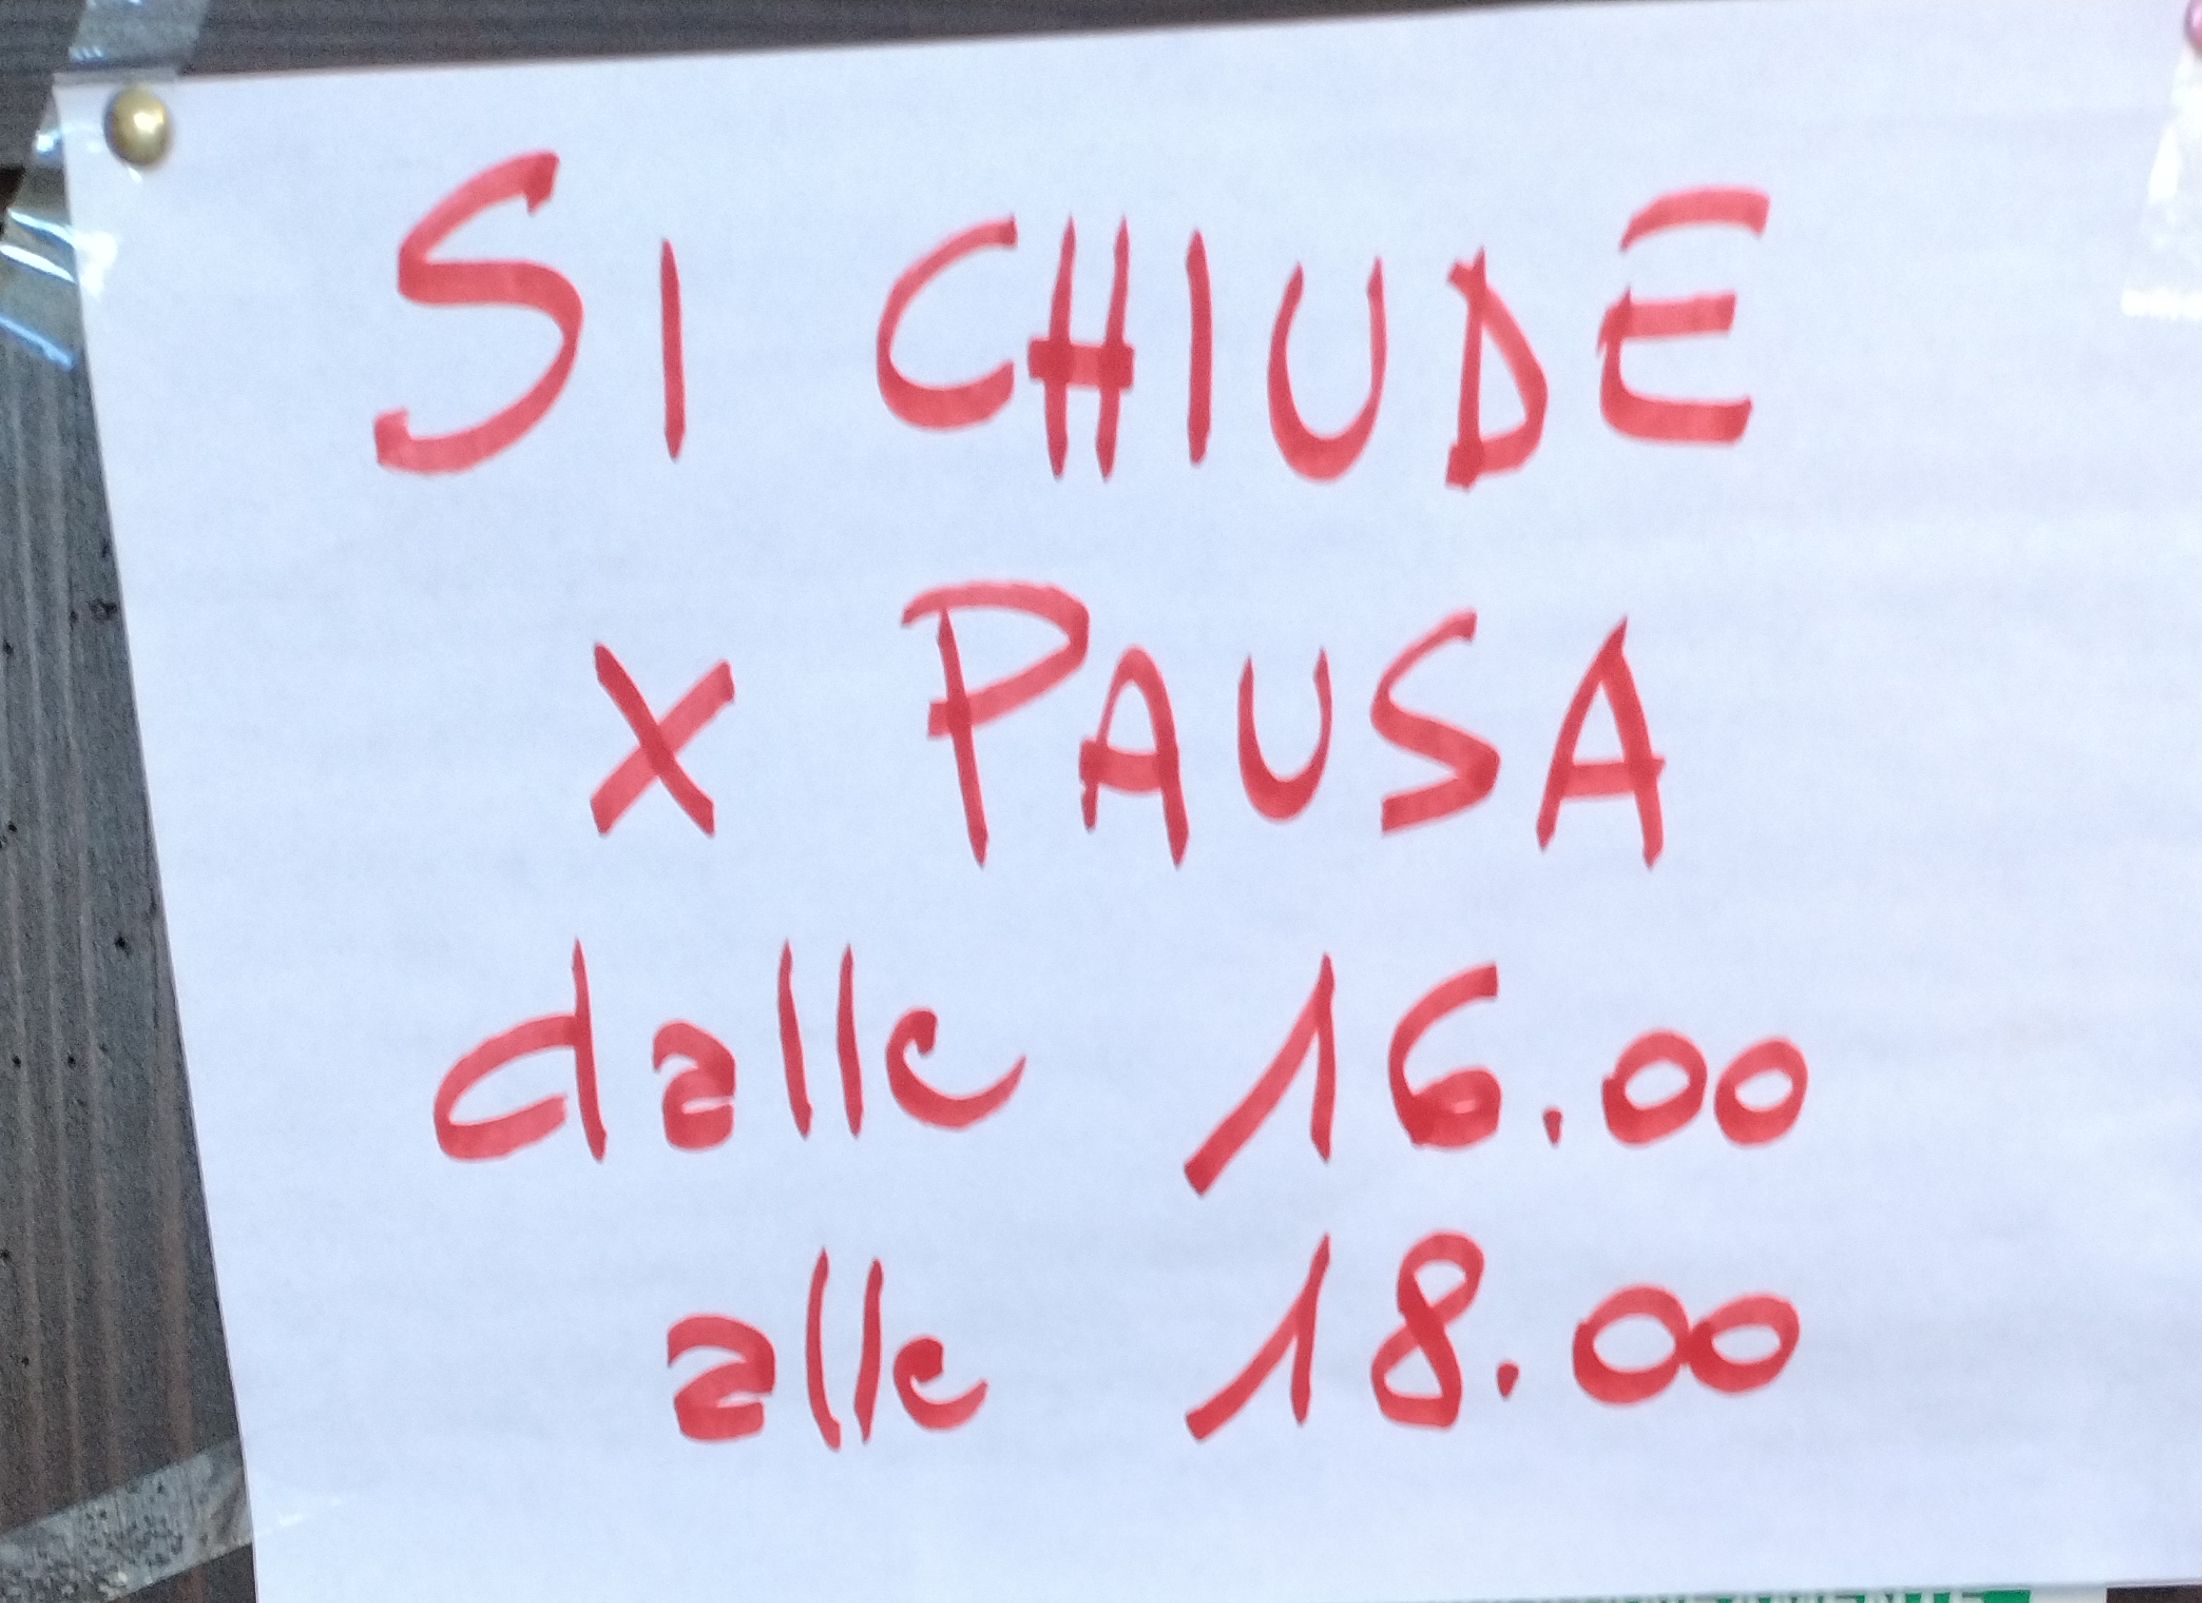 SI CHIUDE
x PAUSA
dalle 16.00
alle 18.00